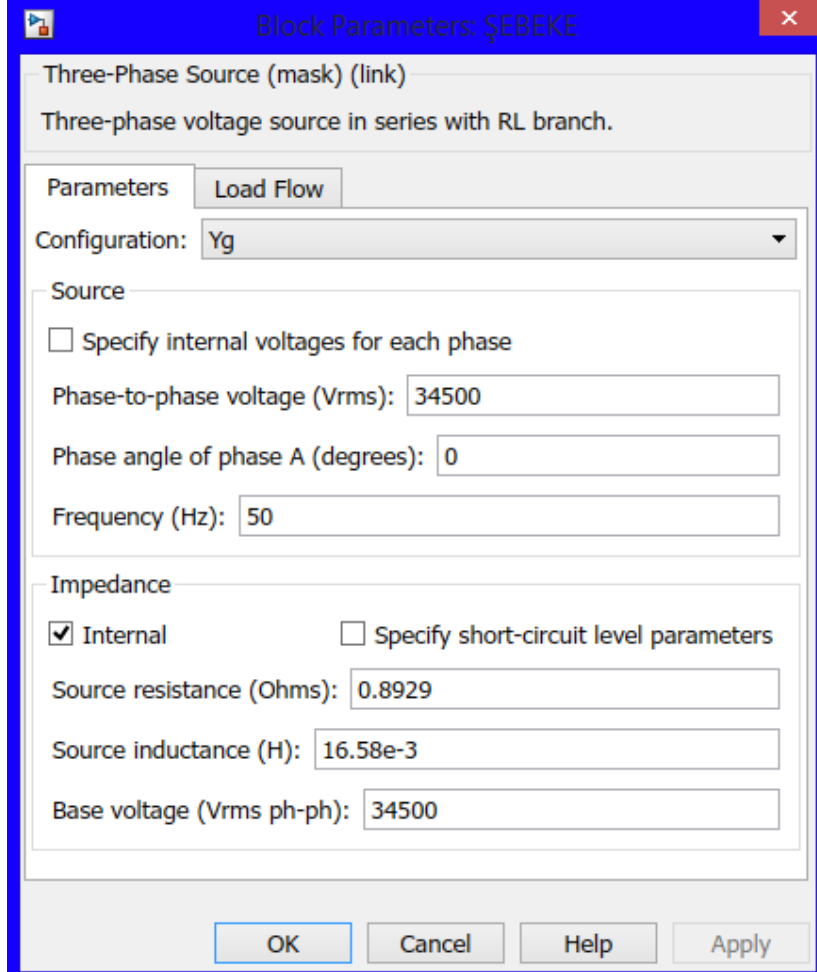 Block Parameters: ŞEBEKE
Three-Phase Source (mask) (link)
Three-phase voltage source in series with RL branch.
Parameters Load Flow
Configuration: Yg
Source
Specify internal voltages for each phase
Phase-to-phase voltage (Vrms): 34500
Phase angle of phase A (degrees): 0
Frequency (Hz): 50
Impedance
Internal Specify short-circuit level parameters
Source resistance (Ohms): 0.8929
Source inductance (H): 16.58e-3
Base voltage (Vrms ph-ph): 34500
OK Cancel Help Apply